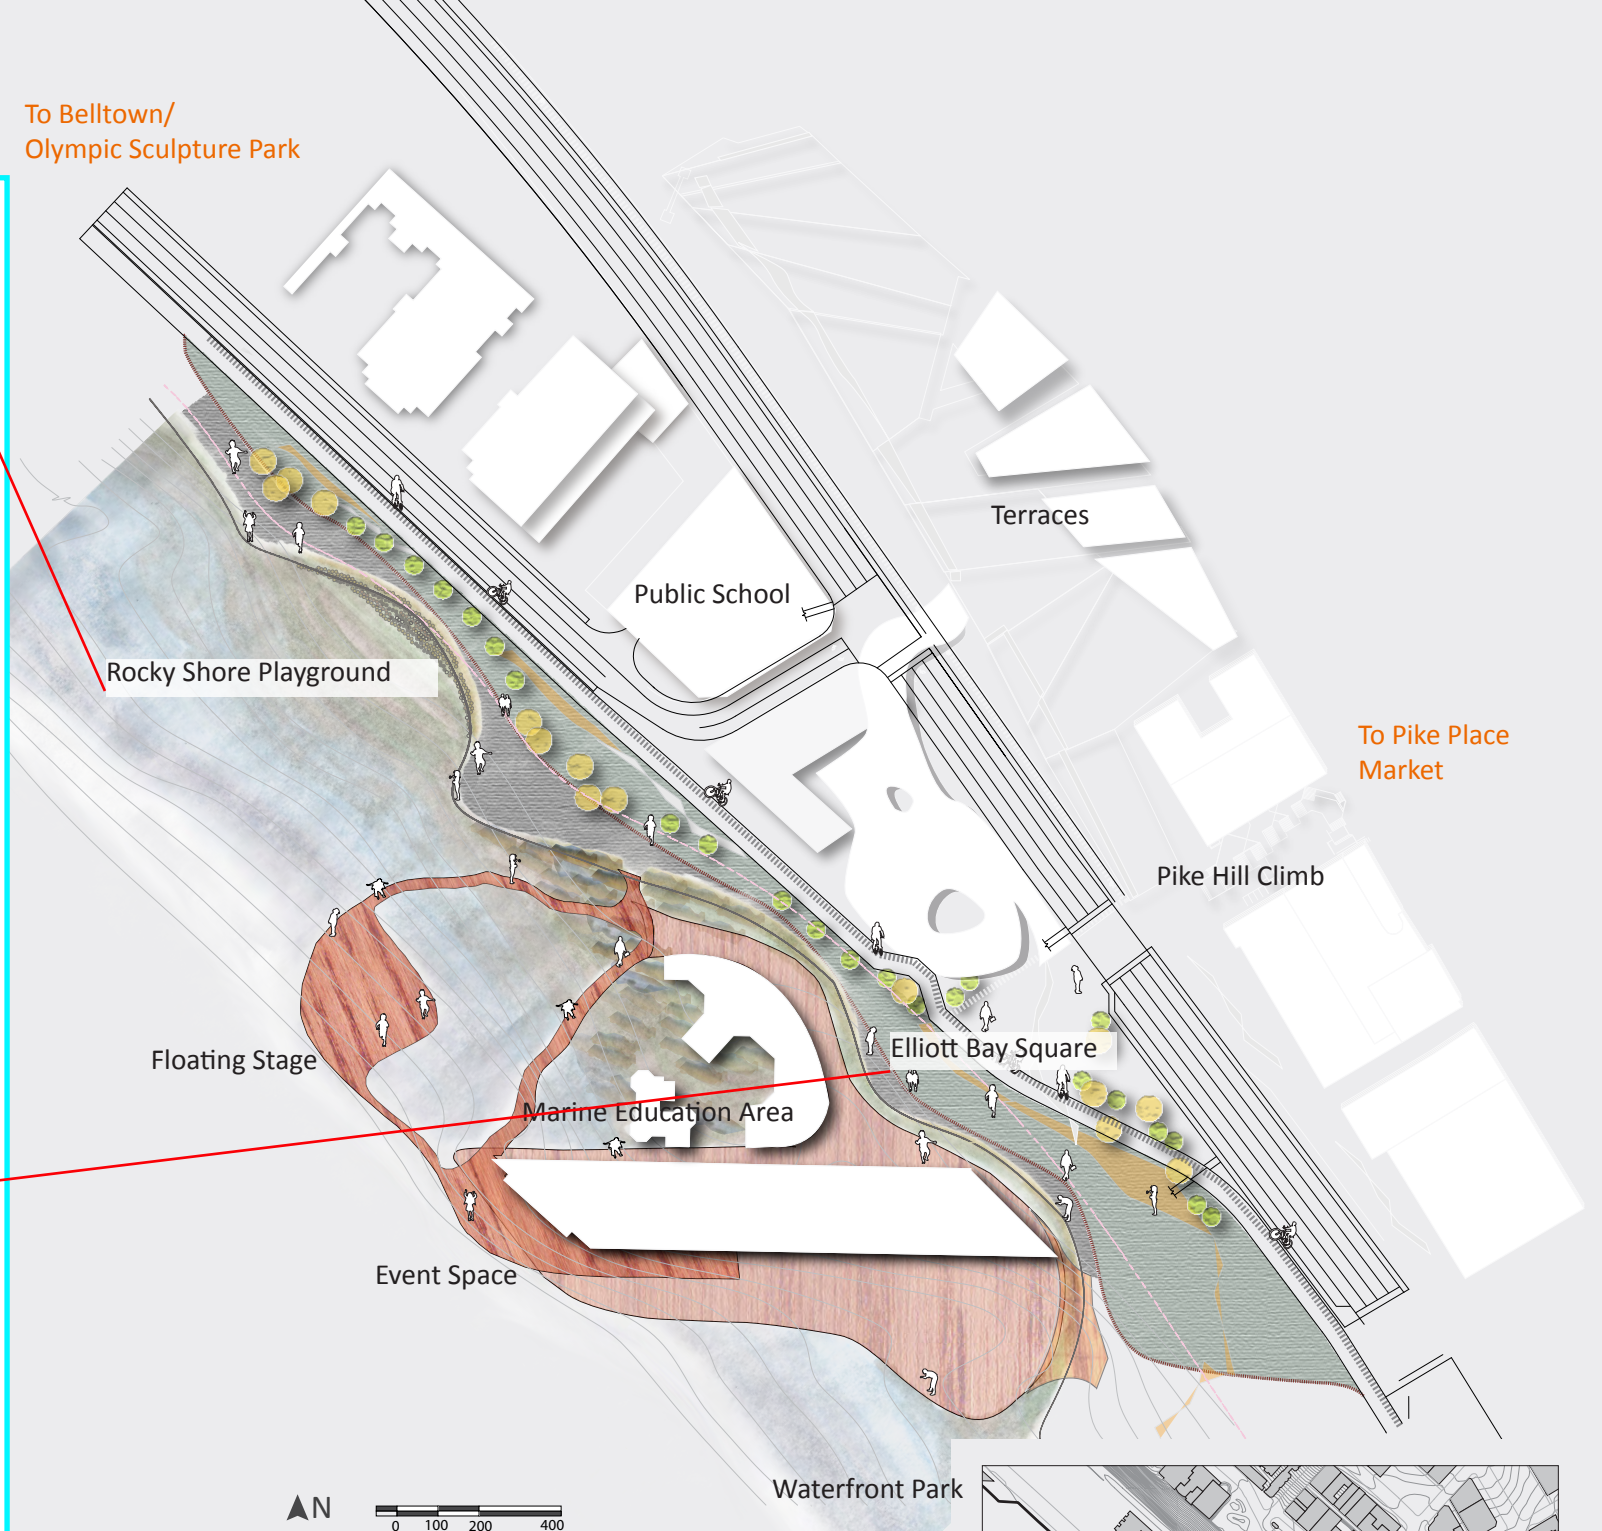 To Belltown/
Olympic Sculpture Park
Terraces
Public School
Rocky Shore Playground
To Pike Place
Market
Pike Hill Climb
Elliott Bay Square
Floating Stage
Marine Education Area
Event Space
Waterfront Park
N
0 100 200 400